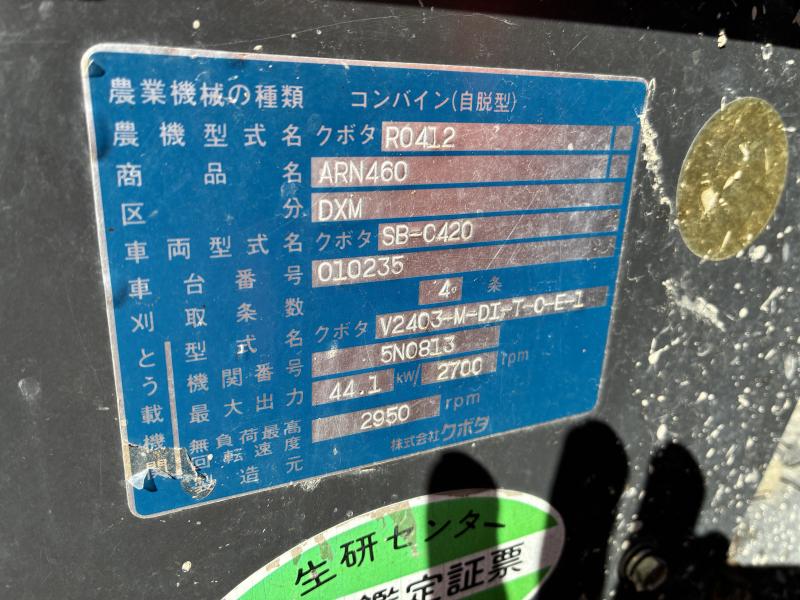 農業機械の種類 コンバイン(自脱型)
農機型式名 クボタ RO412
商品名 ARN460
区分 DXM
車両型式名 クボタ SB-C420
車台番号 010235
刈取条数 4 条
とう載機関 型式名 クボタ V2403-M-DI-T-C-E-1
機関番号 5N0813
最大出力 44.1 kW/ 2700 rpm
無負荷最高回転速度 2950 rpm
製造元 株式会社クボタ
生研センター
鑑定証票